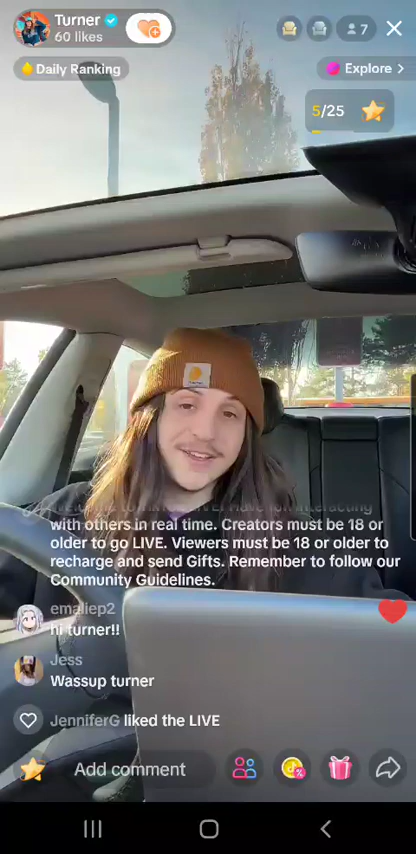 Turner
60 likes
7
Daily Ranking
Explore >
5/25
with others in real time. Creators must be 18 or
older to go LIVE. Viewers must be 18 or older to
recharge and send Gifts. Remember to follow our
Community Guidelines.
emaliep2
hi turner!!
Jess
Wassup turner
JenniferG liked the LIVE
Add comment